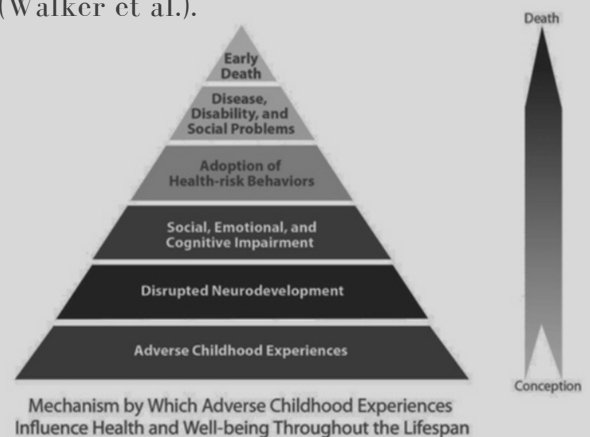 (Walker et al.).
Death
Early
Death
Disease,
Disability, and
Social Problems
Adoption of
Health-risk Behaviors
Social, Emotional, and
Cognitive Impairment
Disrupted Neurodevelopment
Adverse Childhood Experiences
Conception
Mechanism by Which Adverse Childhood Experiences
Influence Health and Well-being Throughout the Lifespan